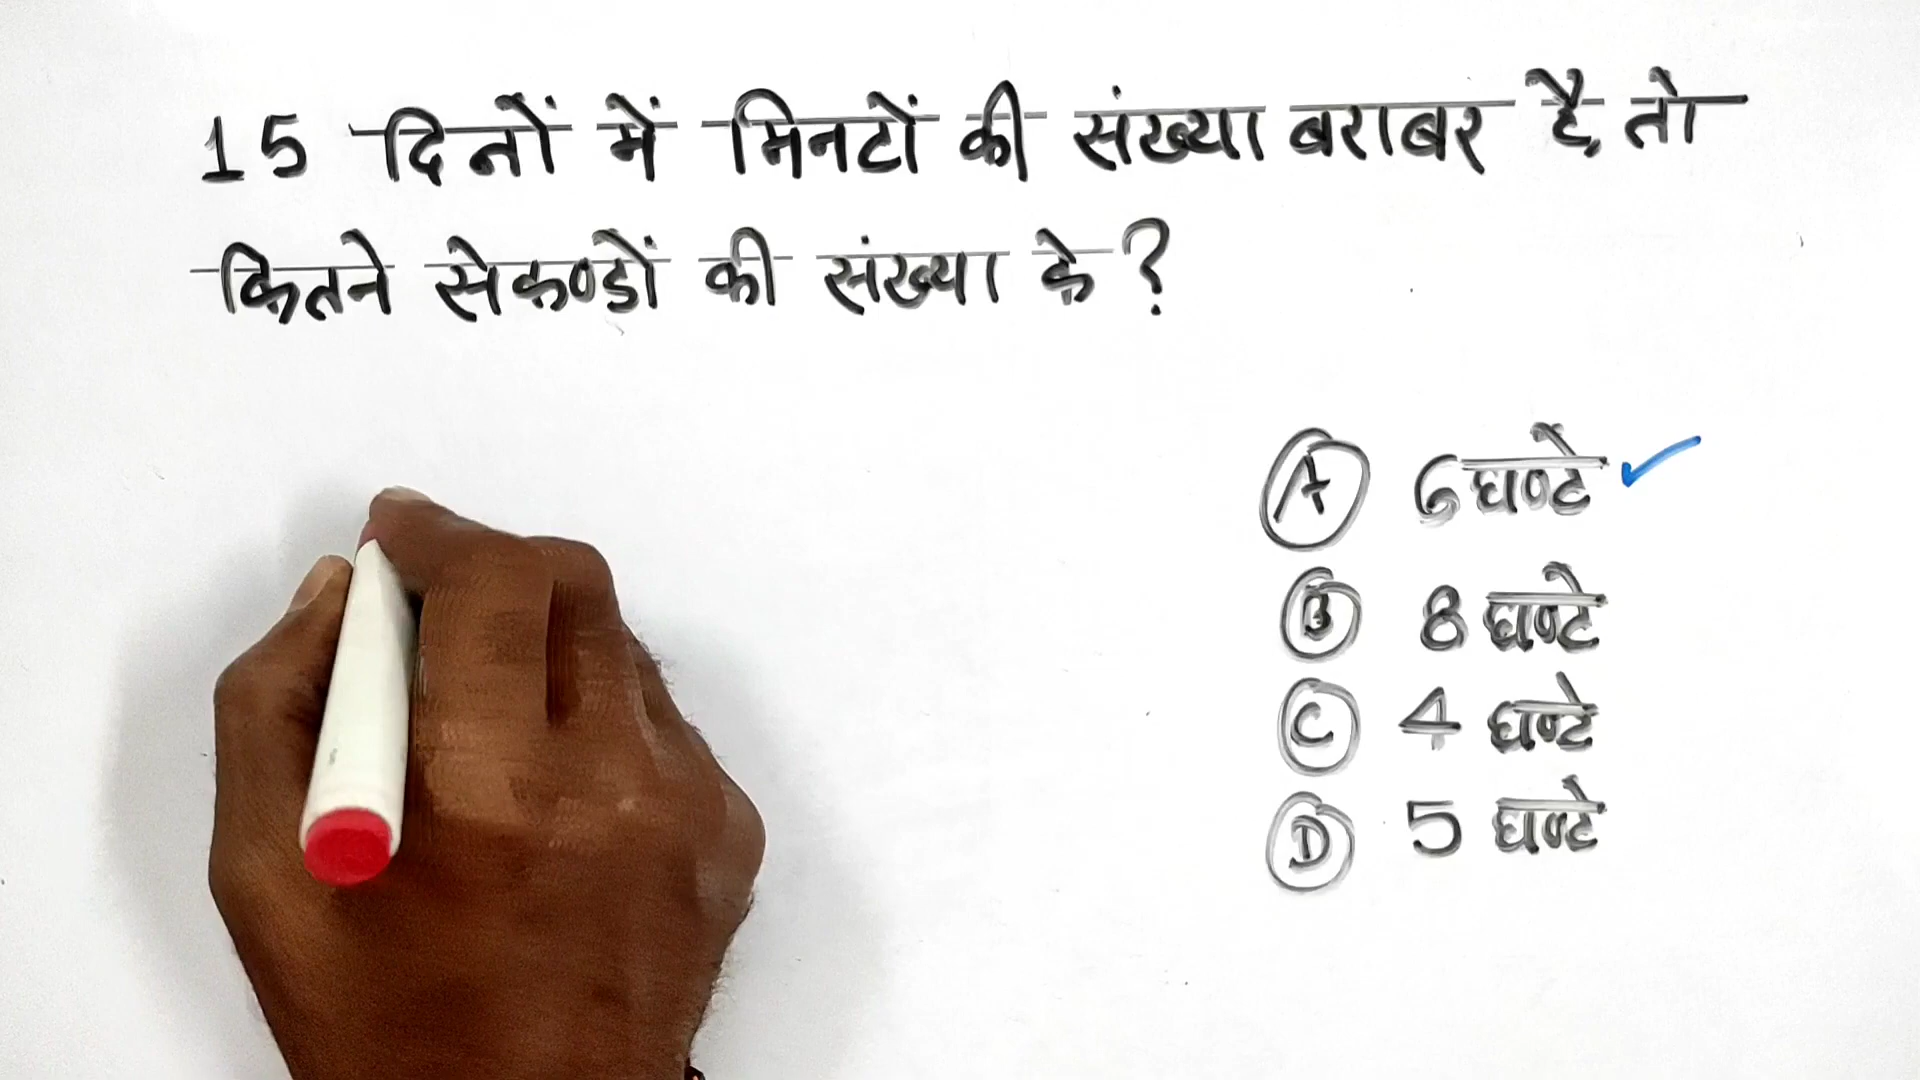 15 दिनों में मिनटों की संख्या बराबर है, तो
कितने सेकण्डों की संख्या के ?
A 6 घण्टे ✓
B 8 घण्टे
C 4 घण्टे
D 5 घण्टे